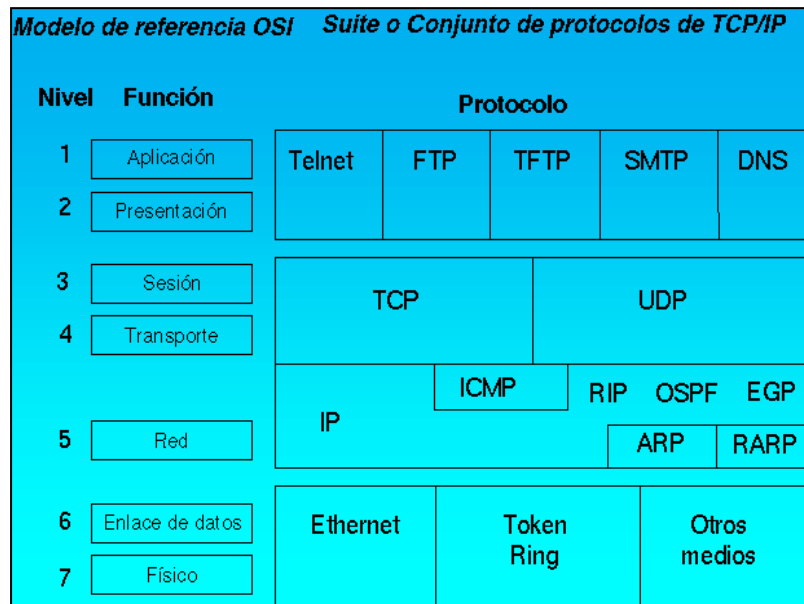 Modelo de referencia OSI Suite o Conjunto de protocolos de TCP/IP
Nivel Función Protocolo
1 Aplicación Telnet FTP TFTP SMTP DNS
2 Presentación
3 Sesión
TCP UDP
4 Transporte
ICMP RIP OSPF EGP
IP
5 Red ARP RARP
6 Enlace de datos Ethernet Token Otros
Ring medios
7 Físico